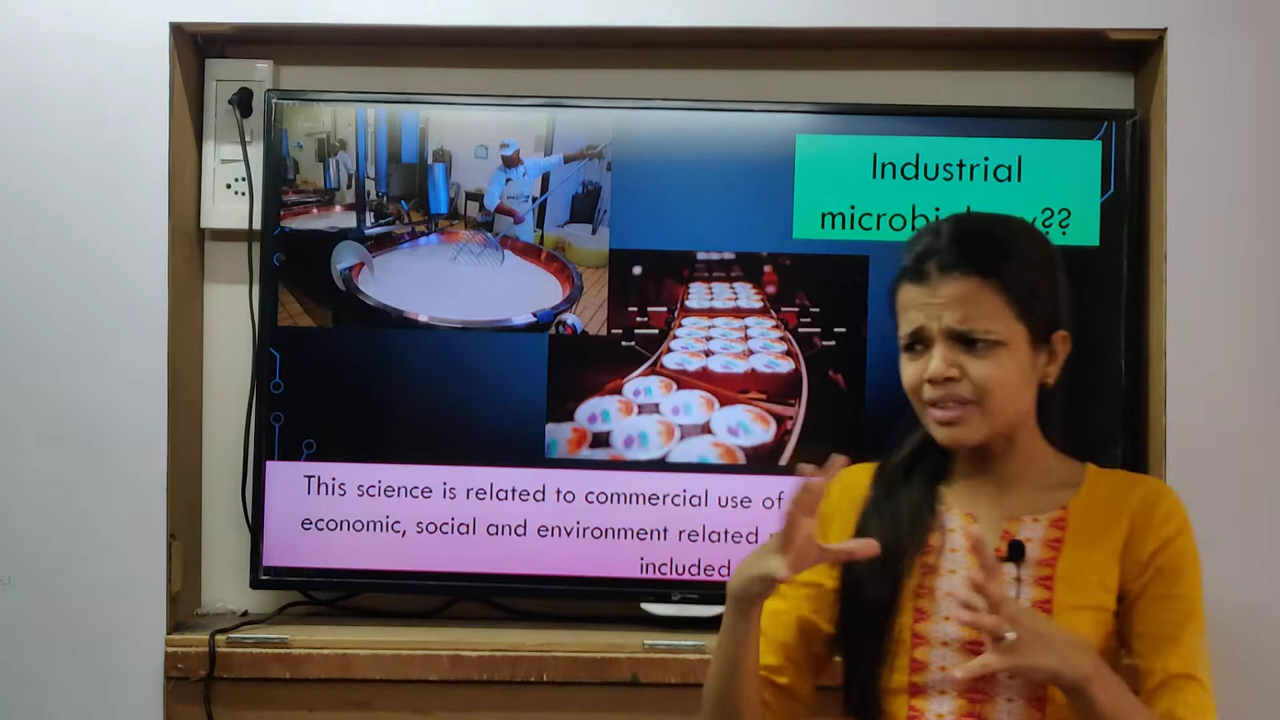 Industrial
microbi y??
This science is related to commercial use of
economic, social and environment related
included